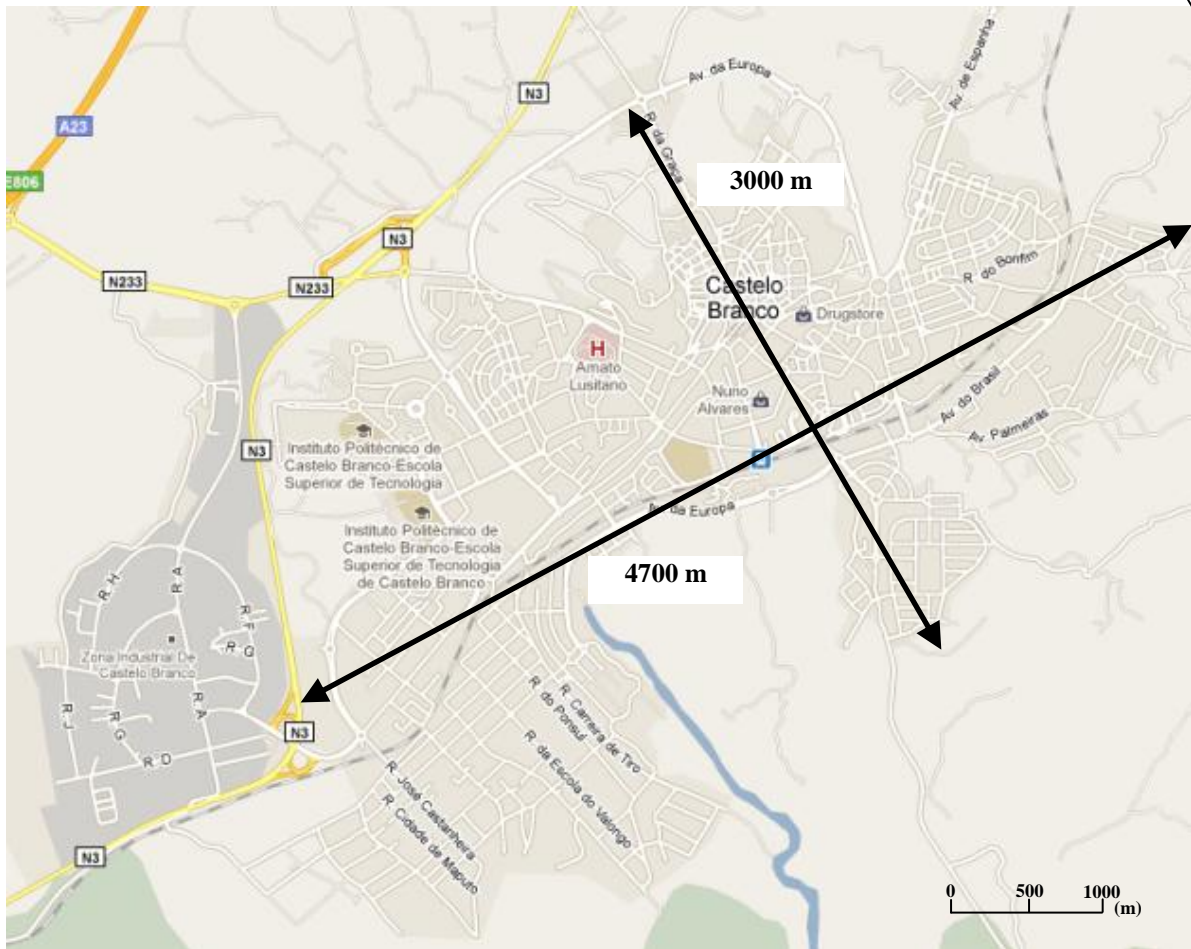 Av. da Europa
Av. de Espanha
N3
A23
R. da Graça
E806
3000 m
N3
R. do Bonfim
N233
N233
Castelo
Branco
Drugstore
H
Amato
Lusitano
Nuno
Alvares
Av. do Brasil
Av. Palmeiras
N3
Instituto Politécnico de
Castelo Branco-Escola
Superior de Tecnologia
Av. da Europa
Instituto Politécnico de
Castelo Branco-Escola
Superior de Tecnologia
de Castelo Branco
4700 m
R. H
R. A
R. F
R. Q
Zona Industrial De
Castelo Branco
R. J
R. G
R. A
R. D
N3
R. Carreira de Tiro
R. do Ponsul
R. da Escola do Valongo
R. José Castanheira
R. Cidade de Maputo
N3
0 500 1000
(m)